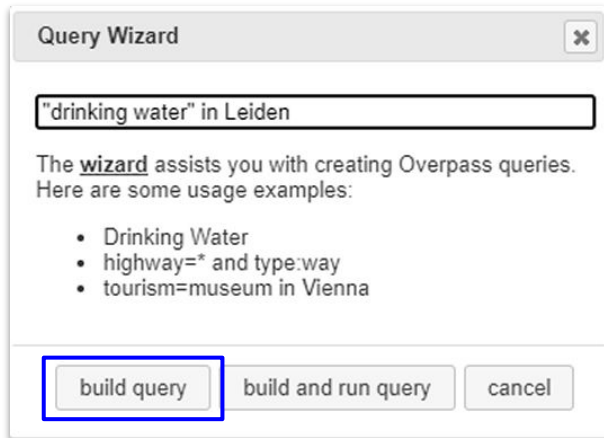 Query Wizard
"drinking water" in Leiden
The wizard assists you with creating Overpass queries.
Here are some usage examples:
• Drinking Water
• highway=* and type:way
• tourism=museum in Vienna
build query build and run query cancel